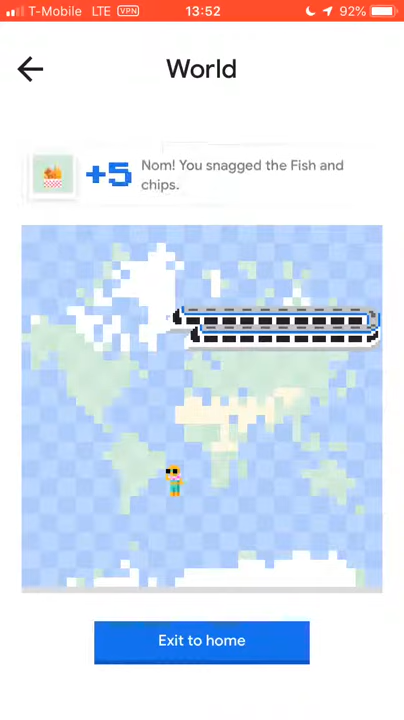 T-Mobile LTE VPN 13:52 92%
World
+5
Nom! You snagged the Fish and
chips.
Exit to home